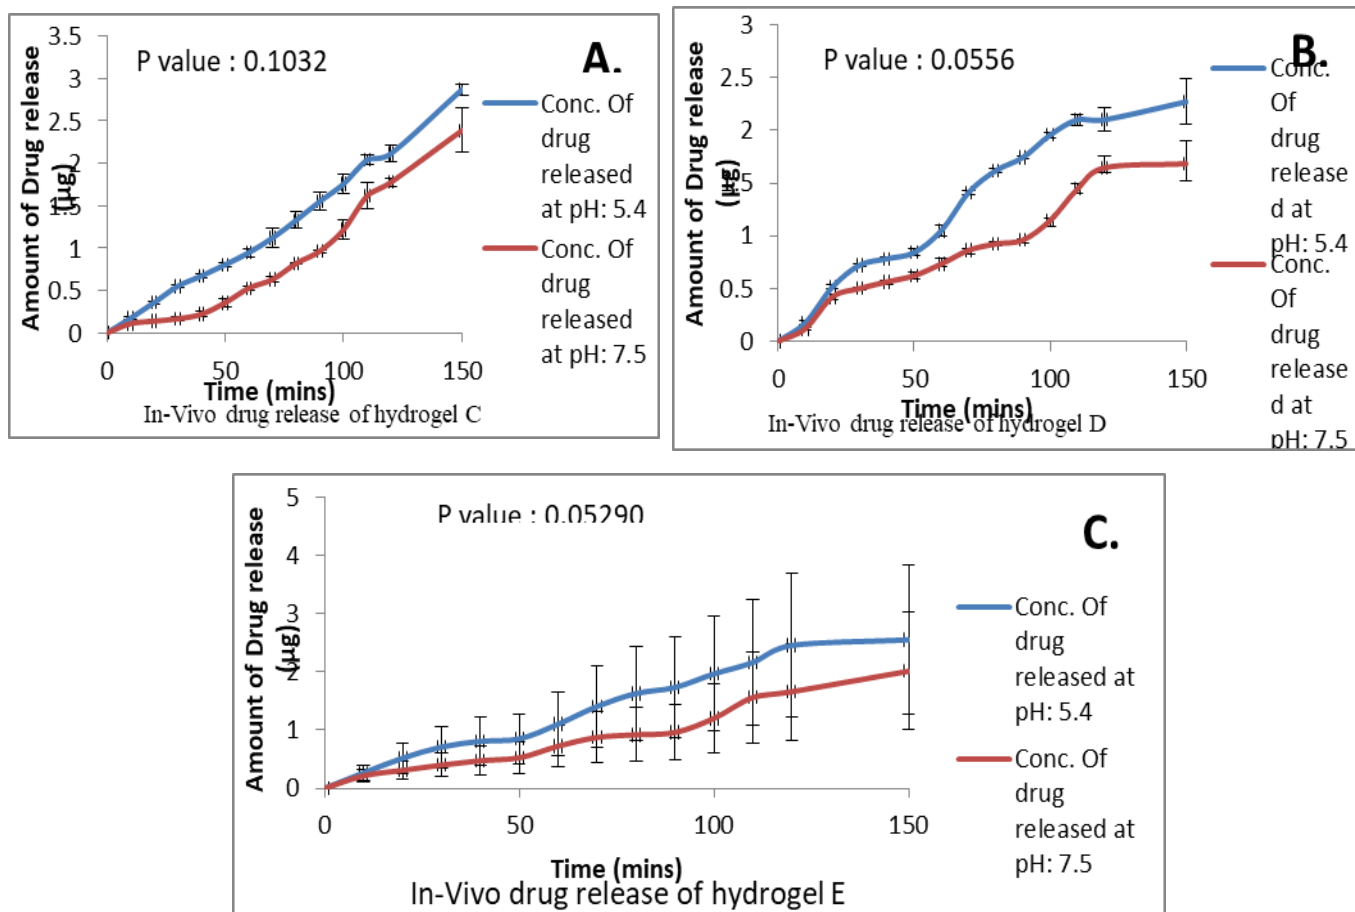 P value : 0.1032
A.
Amount of Drug release
(µg)
3.5
3
2.5
2
1.5
1
0.5
0
0
50
100
150
Time (mins)
Conc. Of
drug
released
at pH: 5.4
Conc. Of
drug
released
at pH: 7.5
In-Vivo drug release of hydrogel C
P value : 0.0556
B.
Amount of Drug release
(µg)
3
2.5
2
1.5
1
0.5
0
0
50
100
150
Time (mins)
Conc.
Of
drug
release
d at
pH: 5.4
Conc.
Of
drug
release
d at
pH: 7.5
In-Vivo drug release of hydrogel D
P value : 0.05290
C.
Amount of Drug release
(µg)
5
4
3
2
1
0
0
50
100
150
Time (mins)
Conc. Of
drug
released at
pH: 5.4
Conc. Of
drug
released at
pH: 7.5
In-Vivo drug release of hydrogel E